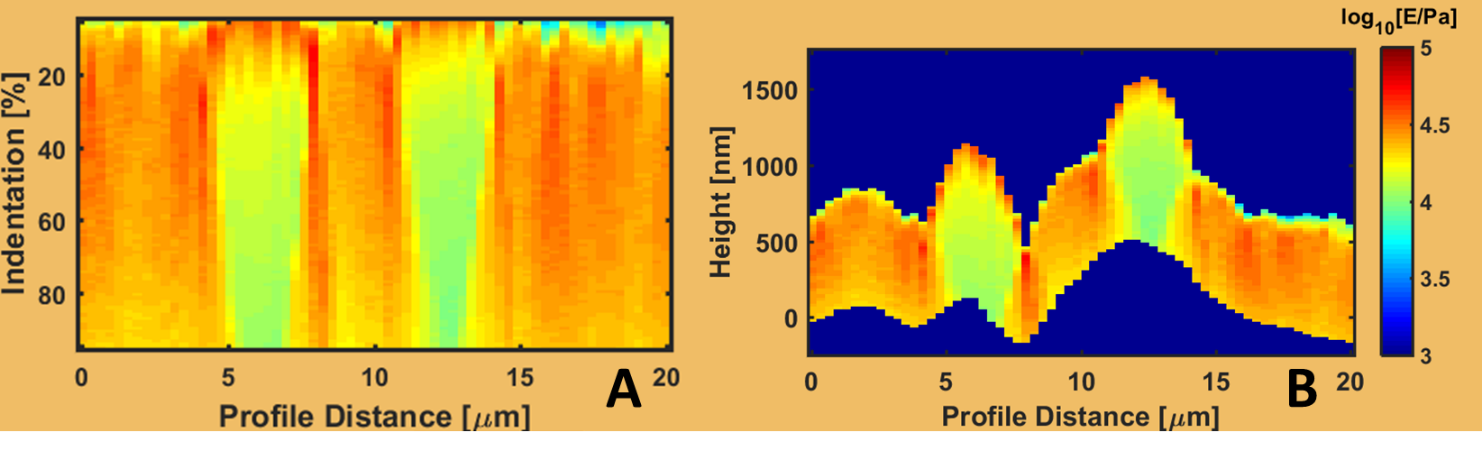 Indentation [%]
20
40
60
80
0 5 10 15 20
Profile Distance [μm]
A
Height [nm]
1500
1000
500
0
0 5 10 15 20
Profile Distance [μm]
B
log10[E/Pa]
5
4.5
4
3.5
3